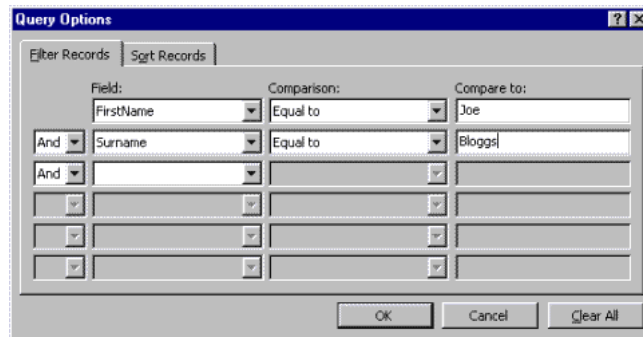 Query Options
Filter Records Sort Records
Field: Comparison: Compare to:
FirstName Equal to Joe
And Surname Equal to Bloggs
And
OK Cancel Clear All